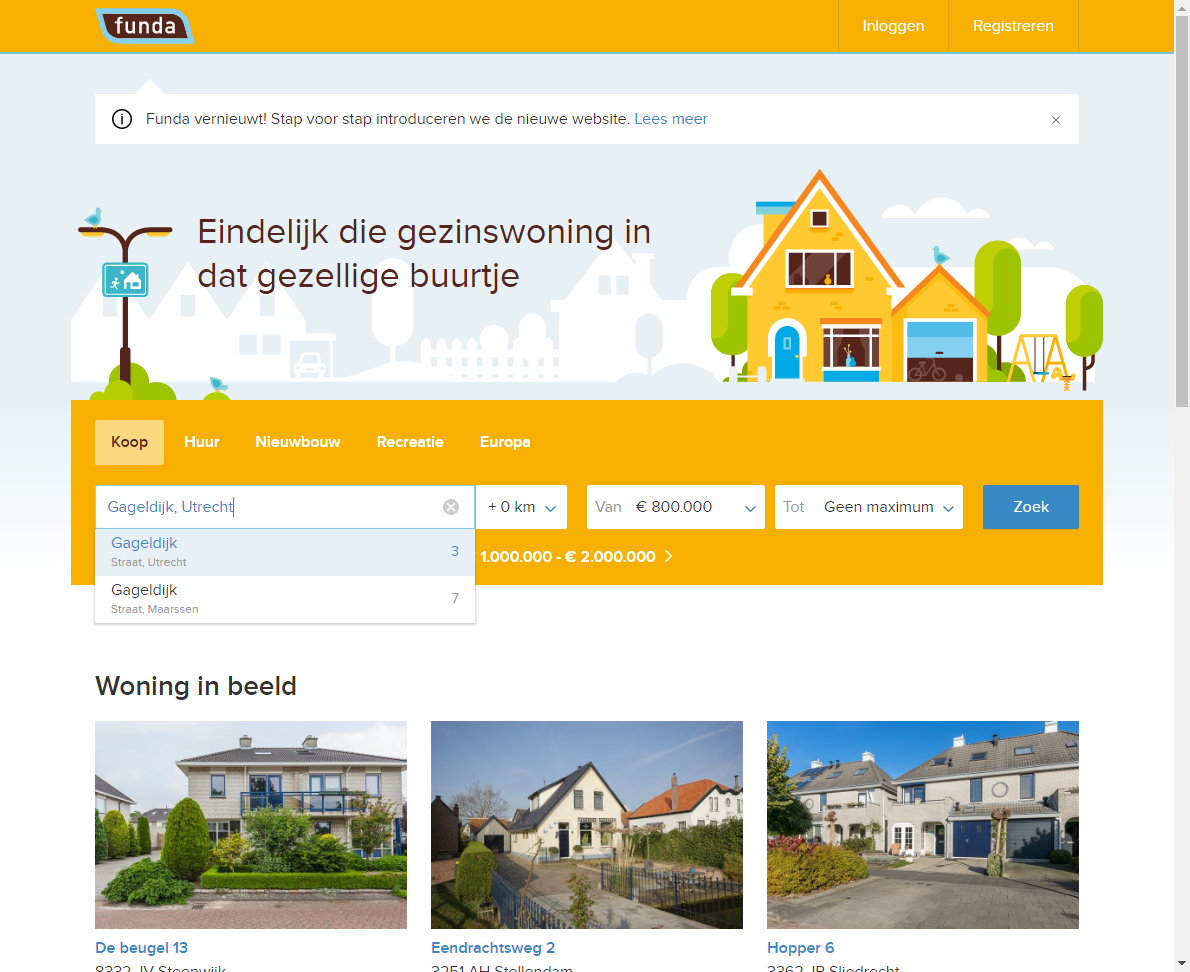 funda
Inloggen
Registreren
Funda vernieuwt! Stap voor stap introduceren we de nieuwe website. Lees meer
Eindelijk die gezinswoning in
dat gezellige buurtje
Koop
Huur
Nieuwbouw
Recreatie
Europa
Gageldijk, Utrecht
+ 0 km
Van € 800.000
Tot Geen maximum
Zoek
Gageldijk
Straat, Utrecht
3
1.000.000 - € 2.000.000
Gageldijk
Straat, Maarssen
7
Woning in beeld
De beugel 13
8332 JV Steenwijk
Eendrachtsweg 2
3251 AH Stellendam
Hopper 6
3362 JR Sliedrecht